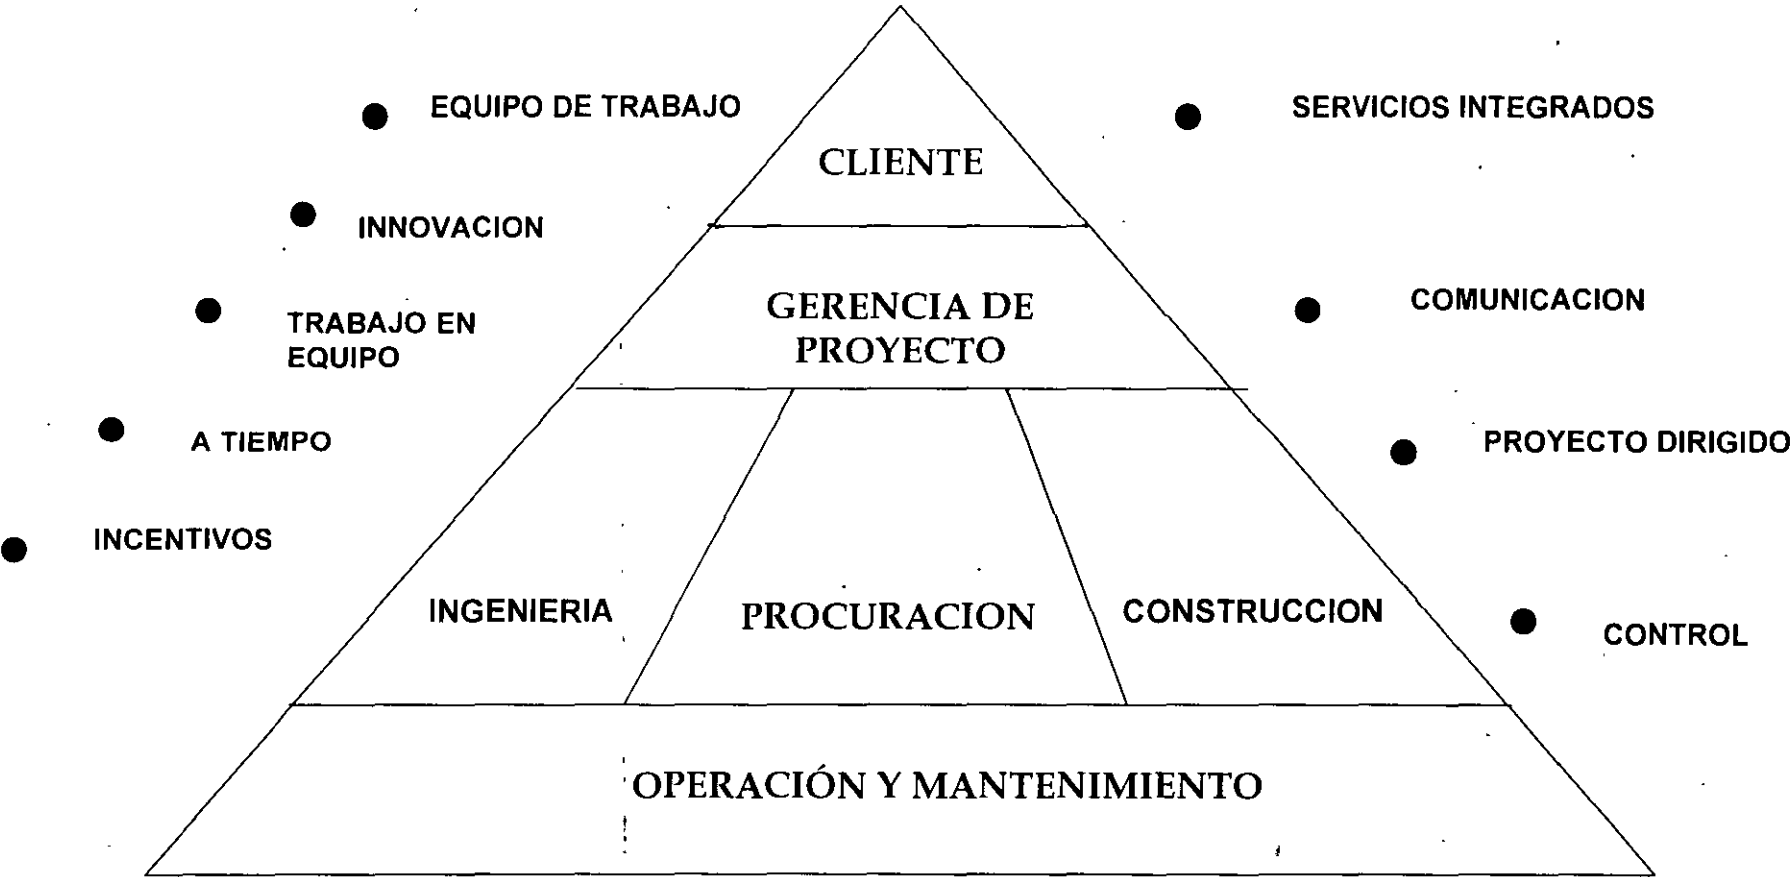 EQUIPO DE TRABAJO
INNOVACION
TRABAJO EN
EQUIPO
A TIEMPO
INCENTIVOS
CLIENTE
GERENCIA DE
PROYECTO
INGENIERIA
PROCURACION
CONSTRUCCION
OPERACIÓN Y MANTENIMIENTO
SERVICIOS INTEGRADOS
COMUNICACION
PROYECTO DIRIGIDO
CONTROL